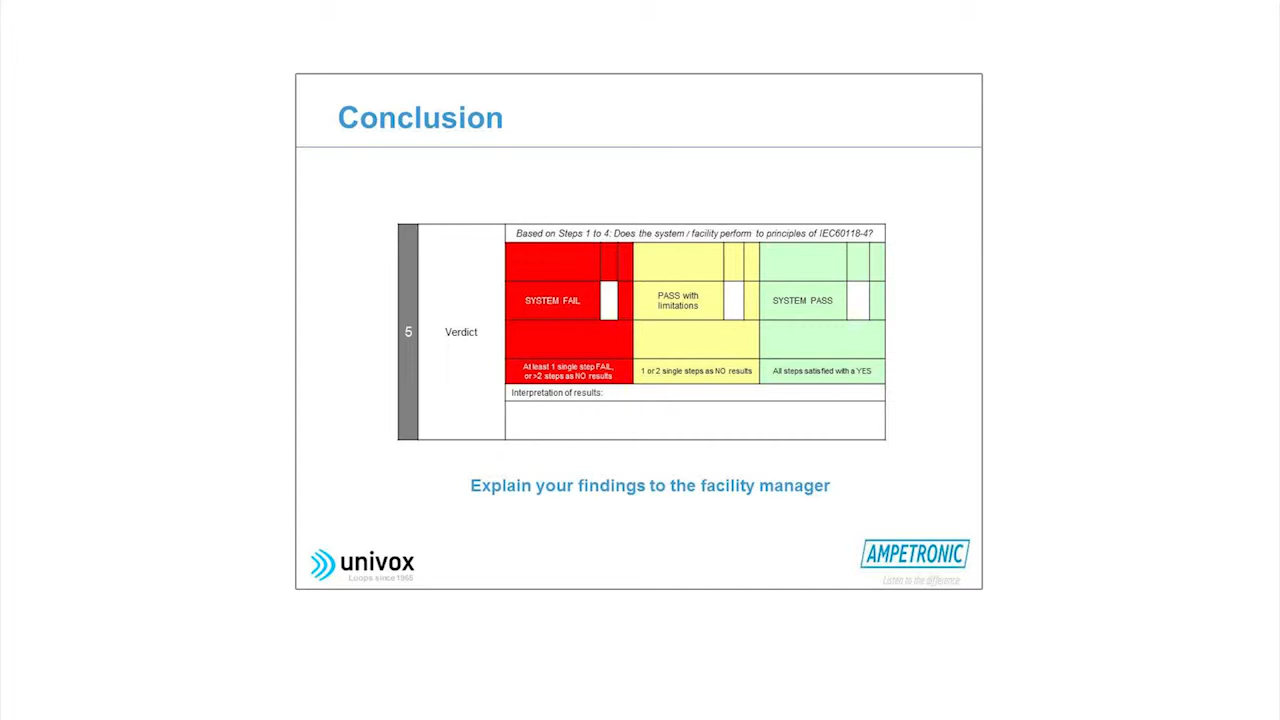 Conclusion
Based on Steps 1 to 4: Does the system / facility perform to principles of IEC60118-4?
SYSTEM FAIL
PASS with
limitations
SYSTEM PASS
5
Verdict
At least 1 single step FAIL,
or >2 steps as NO results
1 or 2 single steps as NO results
All steps satisfied with a YES
Interpretation of results:
Explain your findings to the facility manager
univox
Loops since 1965
AMPETRONIC
Listen to the difference